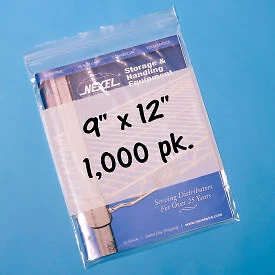 NEXEL
Storage &
Handling
Equipment
9" x 12"
1,000 pk.
Serving Distributors
For Over 35 Years